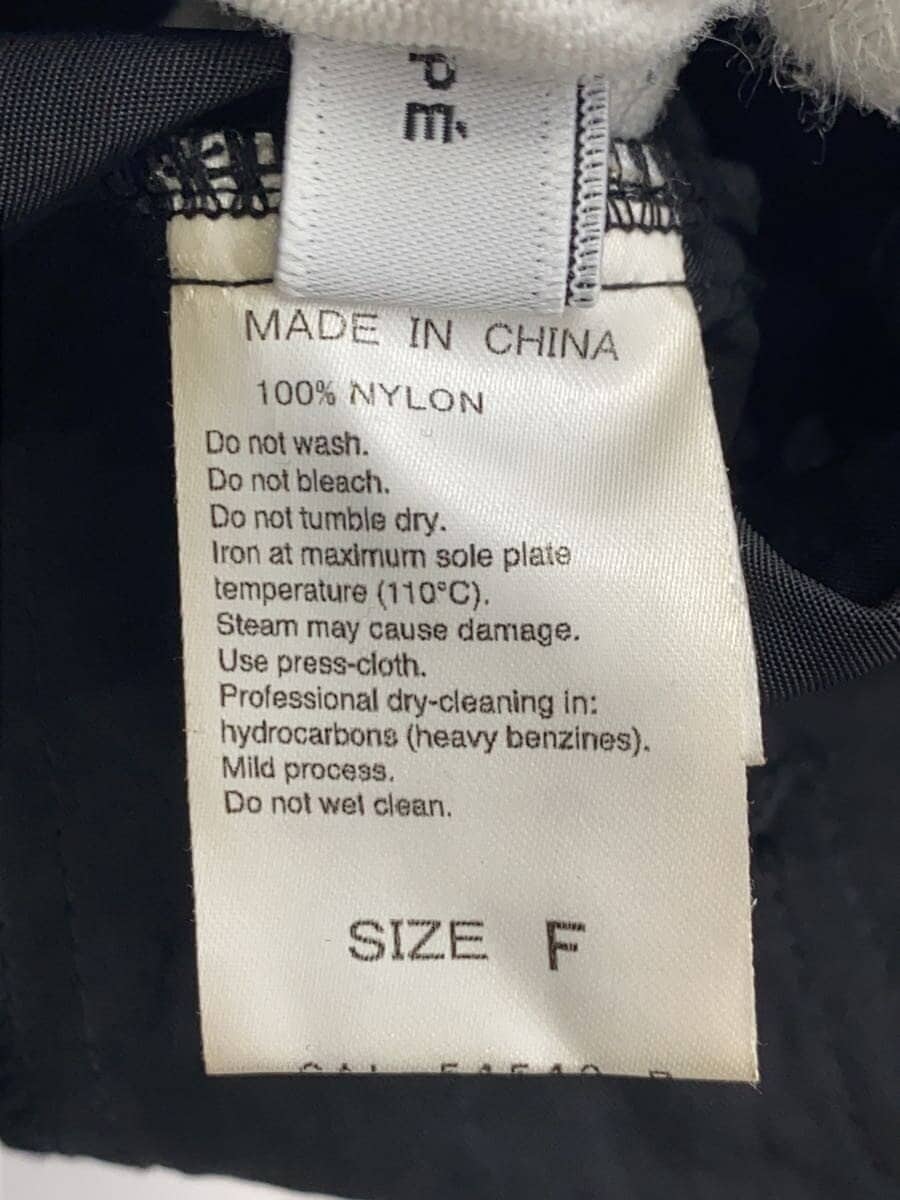 PÉ
MADE IN CHINA
100% NYLON
Do not wash.
Do not bleach.
Do not tumble dry.
Iron at maximum sole plate
temperature (110°C).
Steam may cause damage.
Use press-cloth.
Professional dry-cleaning in:
hydrocarbons (heavy benzines).
Mild process.
Do not wet clean.
SIZE F